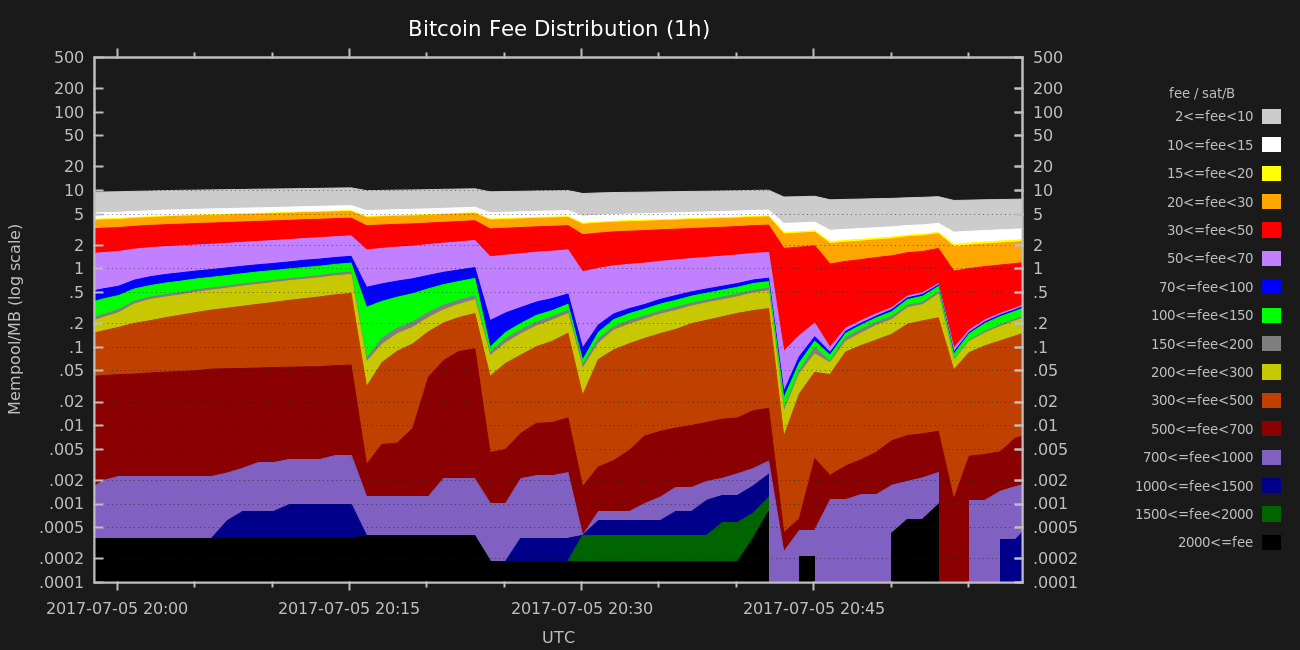 Bitcoin Fee Distribution (1h)
500 500
200 200
100 100
50 50
20 20
10 10
5 5
2 2
1 1
.5 .5
.2 .2
.1 .1
.05 .05
.02 .02
.01 .01
.005 .005
.002 .002
.001 .001
.0005 .0005
.0002 .0002
.0001 .0001
Mempool/MB (log scale)
2017-07-05 20:00 2017-07-05 20:15 2017-07-05 20:30 2017-07-05 20:45
UTC
fee / sat/B
2<=fee<10
10<=fee<15
15<=fee<20
20<=fee<30
30<=fee<50
50<=fee<70
70<=fee<100
100<=fee<150
150<=fee<200
200<=fee<300
300<=fee<500
500<=fee<700
700<=fee<1000
1000<=fee<1500
1500<=fee<2000
2000<=fee